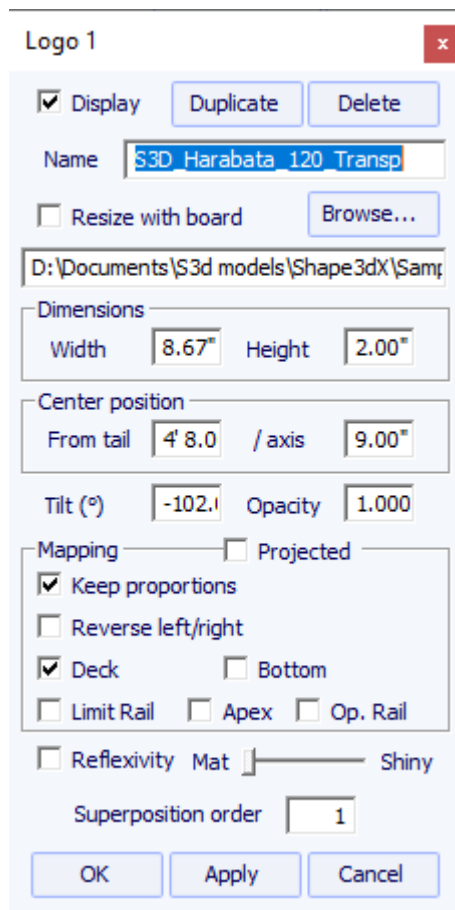 Logo 1
x
Display Duplicate Delete
Name S3D_Harabata_120_Transp
Resize with board Browse...
D:\Documents\S3d models\Shape3dX\Samp
Dimensions
Width 8.67" Height 2.00"
Center position
From tail 4' 8.0 / axis 9.00"
Tilt (º) -102.( Opacity 1.000
Mapping Projected
Keep proportions
Reverse left/right
Deck Bottom
Limit Rail Apex Op. Rail
Reflexivity Mat Shiny
Superposition order 1
OK Apply Cancel